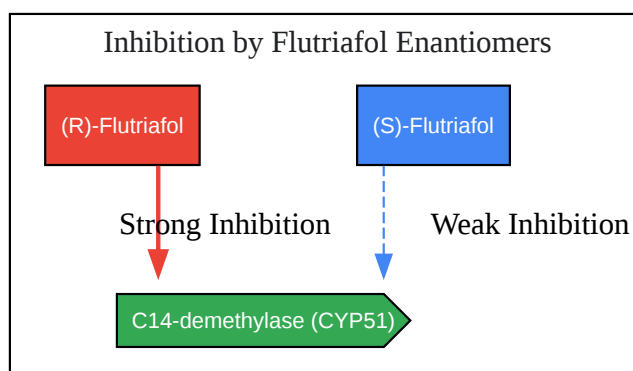 Inhibition by Flutriafol Enantiomers
(R)-Flutriafol
(S)-Flutriafol
Strong Inhibition
Weak Inhibition
C14-demethylase (CYP51)